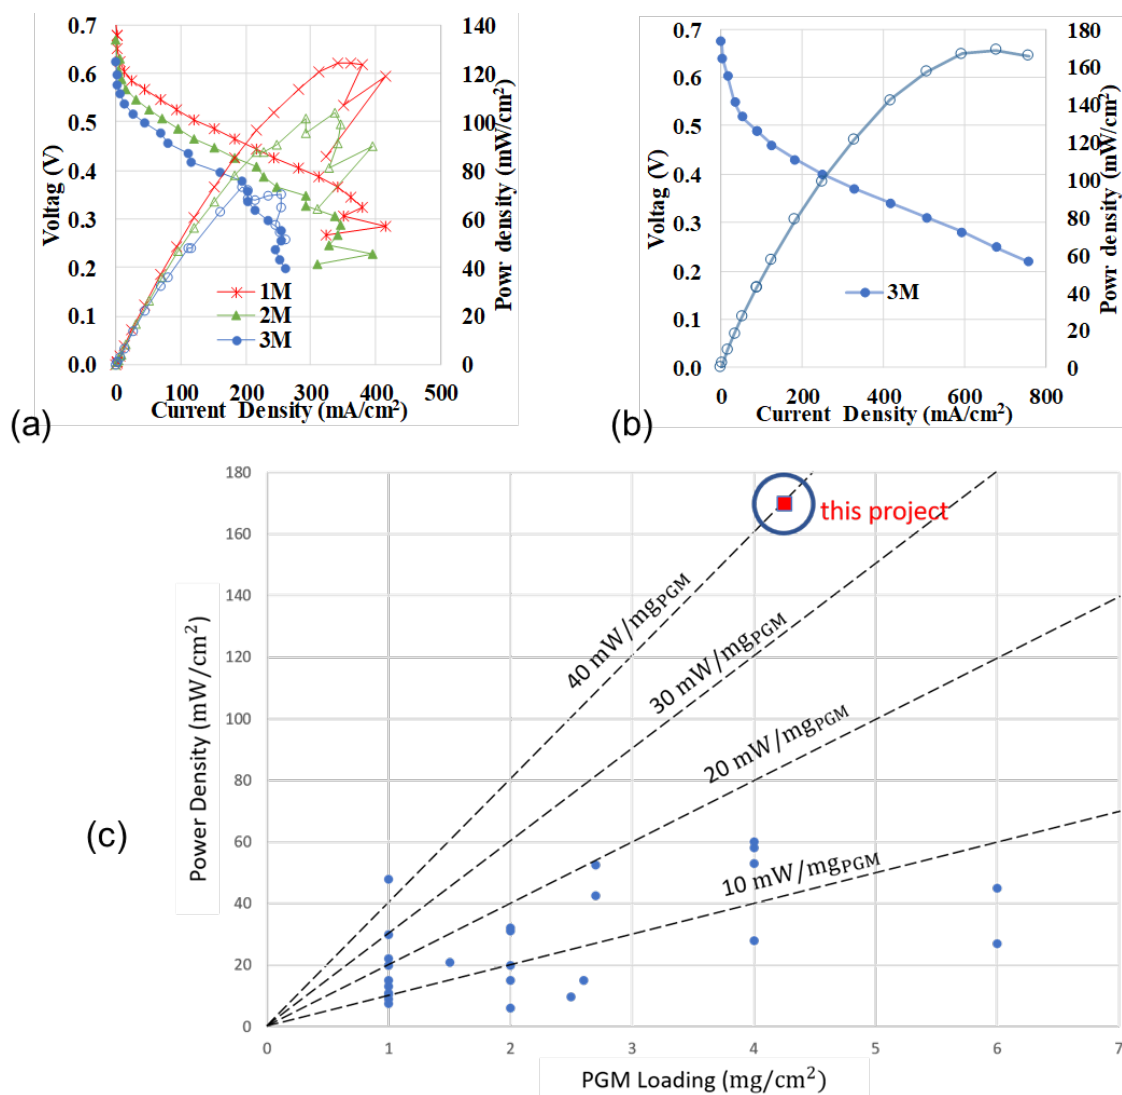 0.7
0.6
0.5
0.4
0.3
0.2
0.1
0.0
Voltag (V)
140
120
100
80
60
40
20
0
Powr density (mW/cm²)
1M
2M
3M
0 100 200 300 400 500
Current Density (mA/cm²)
(a)
0.7
0.6
0.5
0.4
0.3
0.2
0.1
0.0
Voltag (V)
180
160
140
120
100
80
60
40
20
0
Powr density (mW/cm²)
3M
0 200 400 600 800
Current Density (mA/cm²)
(b)
180
160
140
120
100
80
60
40
20
0
Power Density (mW/cm²)
this project
40 mW/mgPGM
30 mW/mgPGM
20 mW/mgPGM
10 mW/mgPGM
(c)
0 1 2 3 4 5 6 7
PGM Loading (mg/cm²)